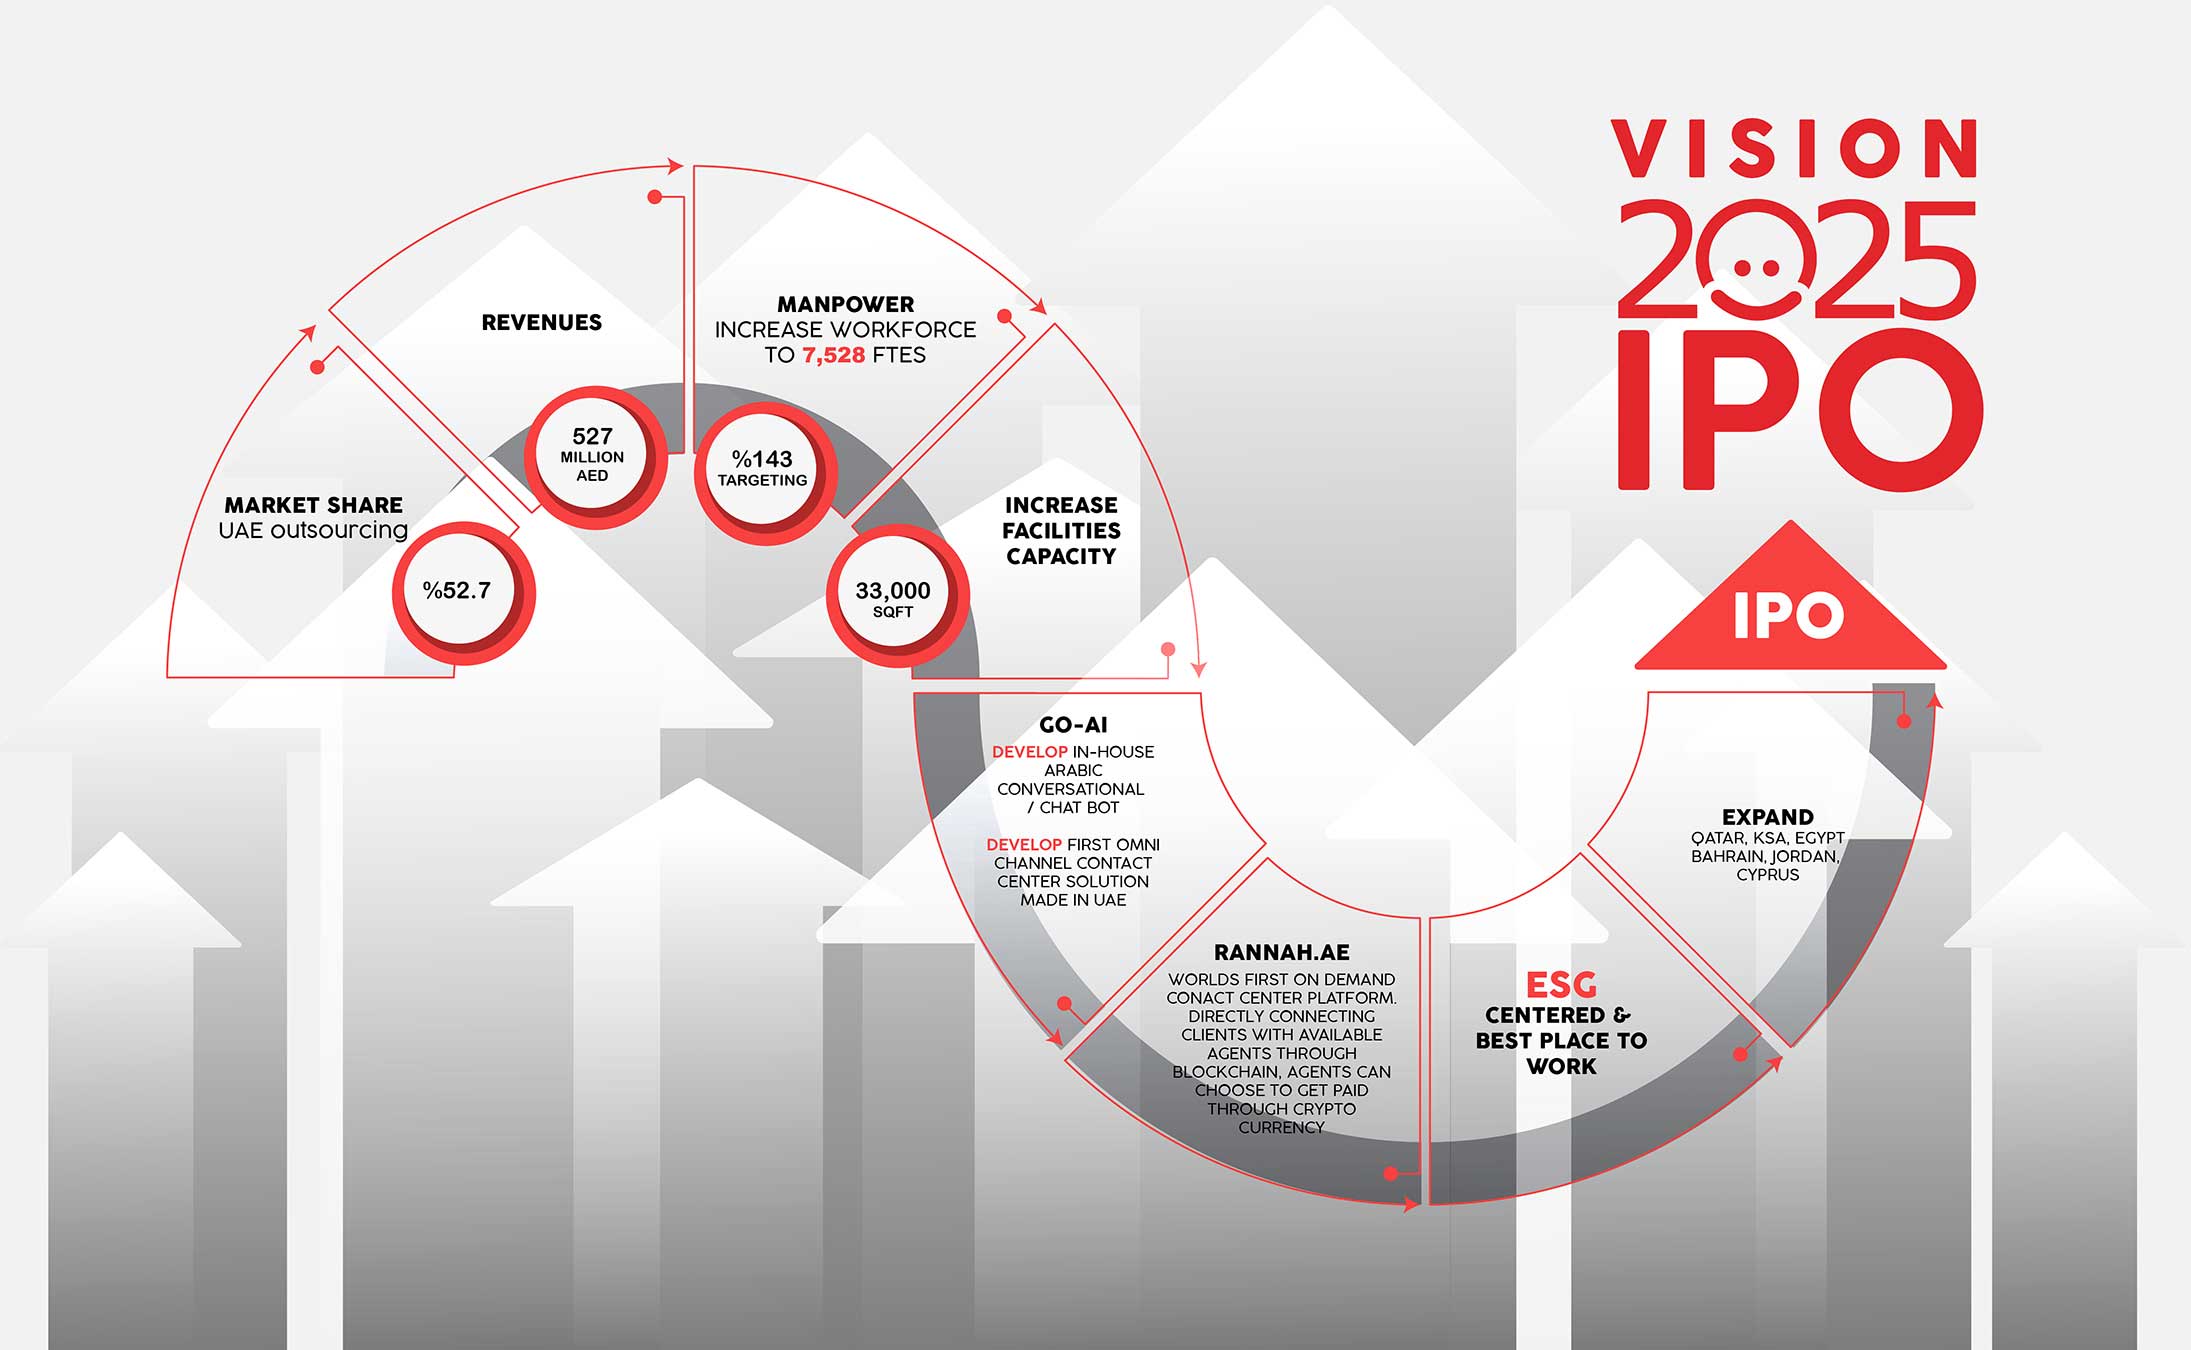 VISION
2025
IPO
MARKET SHARE
UAE outsourcing
%52.7
REVENUES
527
MILLION
AED
MANPOWER
INCREASE WORKFORCE
TO 7,528 FTES
%143
TARGETING
INCREASE
FACILITIES
CAPACITY
33,000
SQFT
GO-AI
DEVELOP IN-HOUSE
ARABIC
CONVERSATIONAL
/ CHAT BOT
DEVELOP FIRST OMNI
CHANNEL CONTACT
CENTER SOLUTION
MADE IN UAE
RANNAH.AE
WORLDS FIRST ON DEMAND
CONACT CENTER PLATFORM.
DIRECTLY CONNECTING
CLIENTS WITH AVAILABLE
AGENTS THROUGH
BLOCKCHAIN, AGENTS CAN
CHOOSE TO GET PAID
THROUGH CRYPTO
CURRENCY
ESG
CENTERED &
BEST PLACE TO
WORK
EXPAND
QATAR, KSA, EGYPT
BAHRAIN, JORDAN,
CYPRUS
IPO